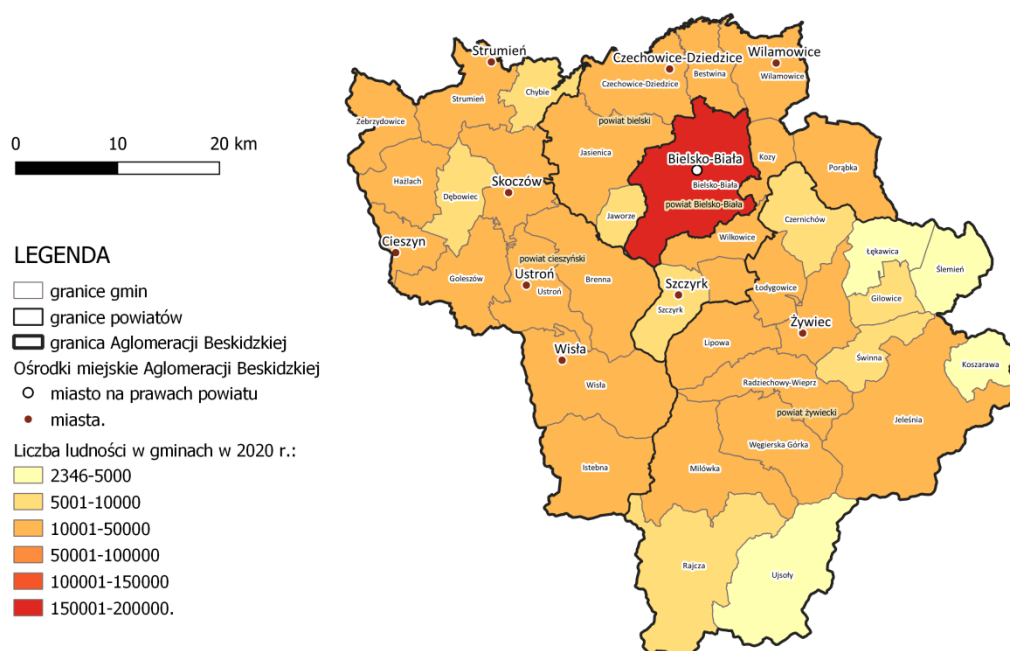 0 10 20 km
LEGENDA
granice gmin
granice powiatów
granica Aglomeracji Beskidzkiej
Ośrodki miejskie Aglomeracji Beskidzkiej
miasto na prawach powiatu
miasta.
Liczba ludności w gminach w 2020 r.:
2346-5000
5001-10000
10001-50000
50001-100000
100001-150000
150001-200000.
Strumień
Czechowice-Dziedzice
Wilamowice
Bestwina
Wilamowice
Czechowice-Dziedzice
Chybie
Strumień
Zebrzydowice
powiat bielski
Jasienica
Bielsko-Biała
Kozy
Porąbka
Hażlach
Skoczów
Bielsko-Biała
Dębowiec
powiat Bielsko-Biała
Jaworze
Czernichów
Wilkowice
Cieszyn
Łękawica
powiat cieszyński
Ślemień
Goleszów
Ustroń
Brenna
Szczyrk
Łodygowice
Gilowice
Ustroń
Szczyrk
Żywiec
Wisła
Lipowa
Świnna
Koszarawa
Wisła
Radziechowy-Wieprz
powiat żywiecki
Jeleśnia
Węgierska Górka
Istebna
Milówka
Rajcza
Ujsoły